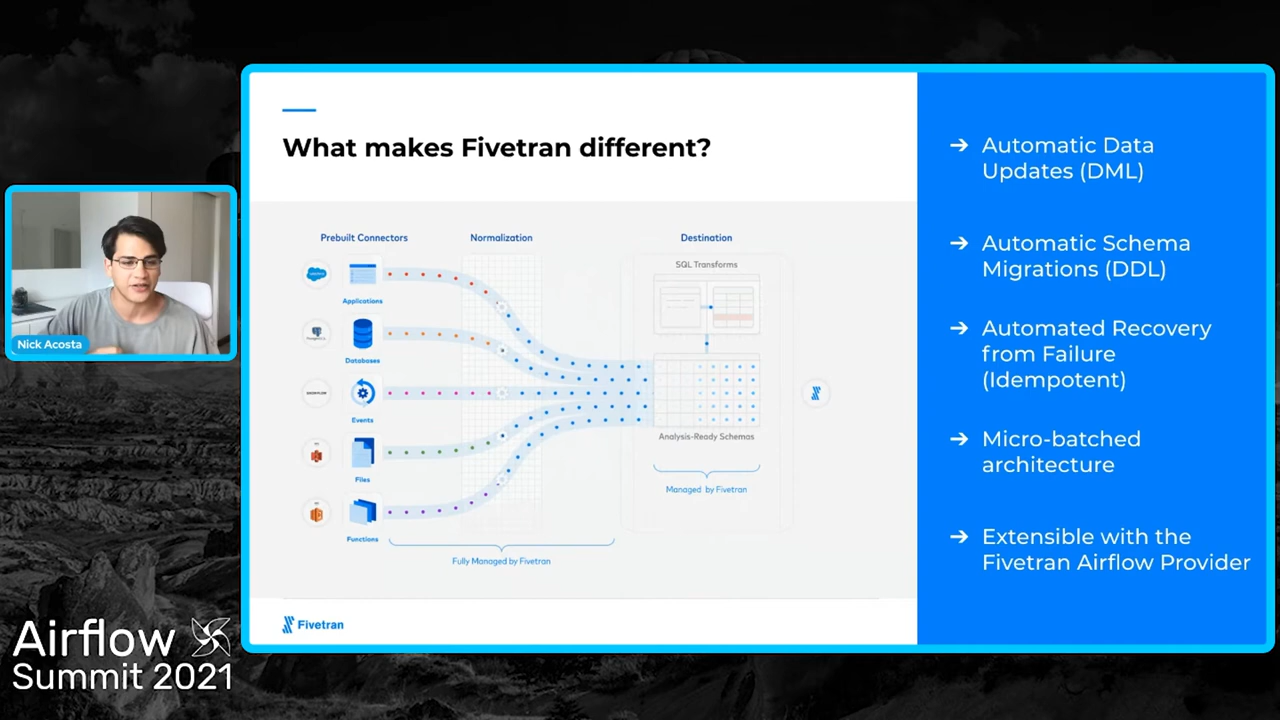 What makes Fivetran different?
Prebuilt Connectors
Normalization
Destination
SQL Transforms
Applications
Databases
Events
Files
Functions
Analysis-Ready Schemas
Managed by Fivetran
Fully Managed by Fivetran
Fivetran
➔ Automatic Data
Updates (DML)
➔ Automatic Schema
Migrations (DDL)
➔ Automated Recovery
from Failure
(Idempotent)
➔ Micro-batched
architecture
➔ Extensible with the
Fivetran Airflow Provider
Nick Acosta
Airflow
Summit 2021